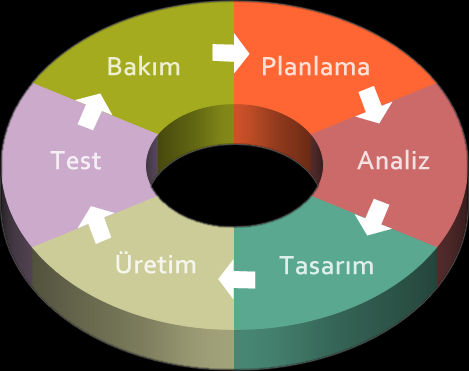 Bakım
Planlama
Test
Analiz
Üretim
Tasarım